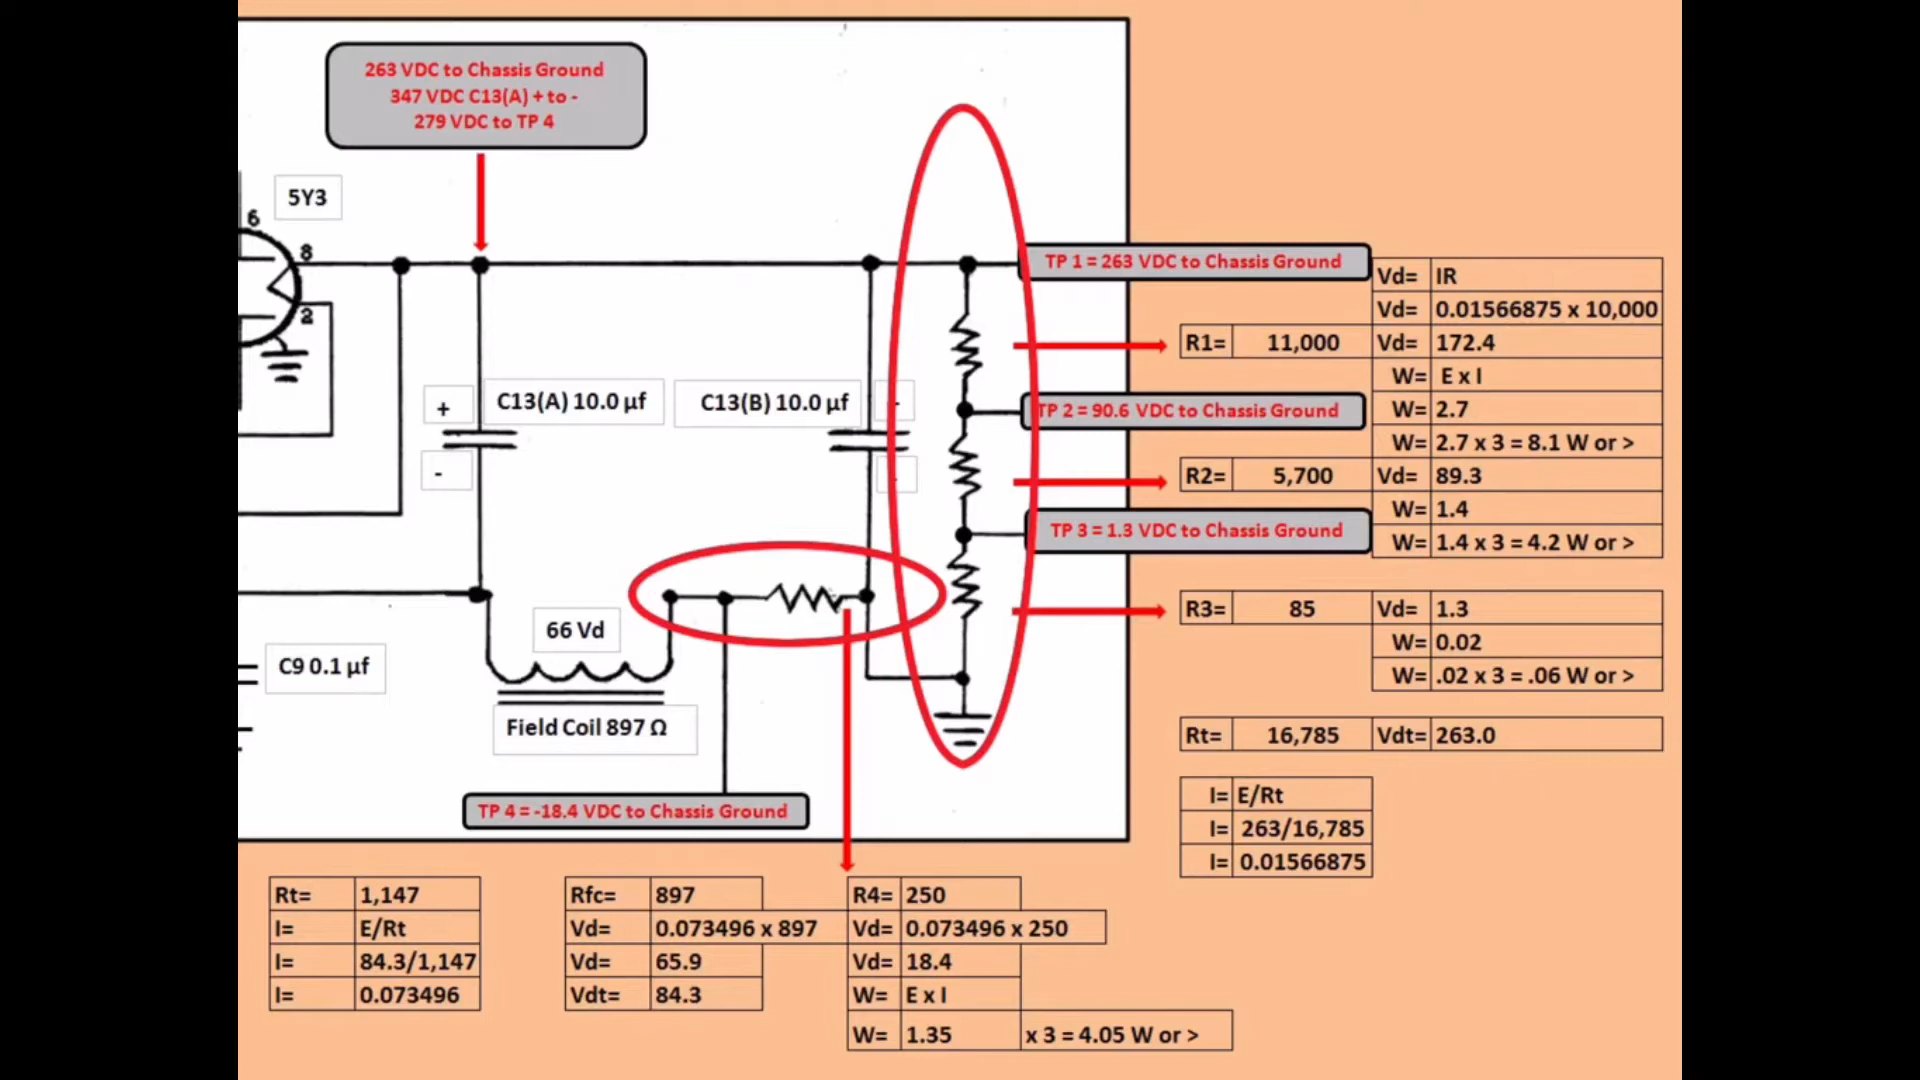 263 VDC to Chassis Ground
347 VDC C13(A) + to -
279 VDC to TP 4
5Y3
6
8
2
TP 1 = 263 VDC to Chassis Ground
Vd= IR
Vd= 0.01566875 x 10,000
R1= 11,000 Vd= 172.4
W= E x I
TP 2 = 90.6 VDC to Chassis Ground
W= 2.7
W= 2.7 x 3 = 8.1 W or >
+
C13(A) 10.0 µf
C13(B) 10.0 µf
-
R2= 5,700 Vd= 89.3
W= 1.4
TP 3 = 1.3 VDC to Chassis Ground
W= 1.4 x 3 = 4.2 W or >
R3= 85 Vd= 1.3
W= 0.02
W= .02 x 3 = .06 W or >
66 Vd
C9 0.1 µf
Field Coil 897 Ω
Rt= 16,785 Vdt= 263.0
TP 4 = -18.4 VDC to Chassis Ground
I= E/Rt
I= 263/16,785
I= 0.01566875
Rt= 1,147
I= E/Rt
I= 84.3/1,147
I= 0.073496
Rfc= 897
Vd= 0.073496 x 897
Vd= 65.9
Vdt= 84.3
R4= 250
Vd= 0.073496 x 250
Vd= 18.4
W= E x I
W= 1.35 x 3 = 4.05 W or >